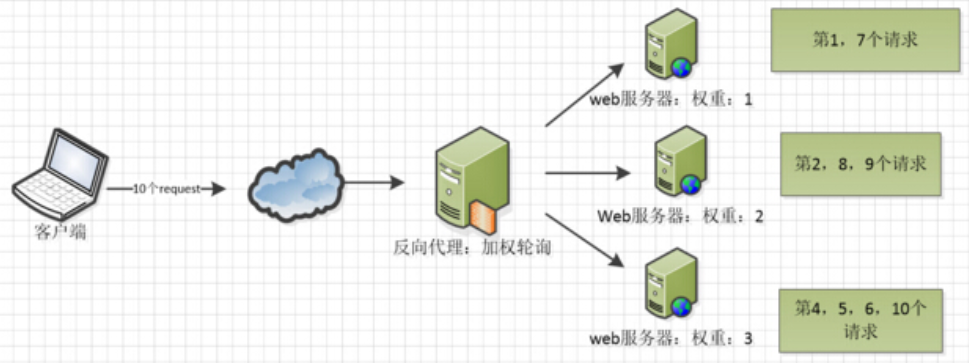 第1，7个请求
web服务器：权重：1
第2，8，9个请求
10个request
Web服务器：权重：2
客户端
反向代理：加权轮询
第4，5，6，10个
请求
web服务器：权重：3